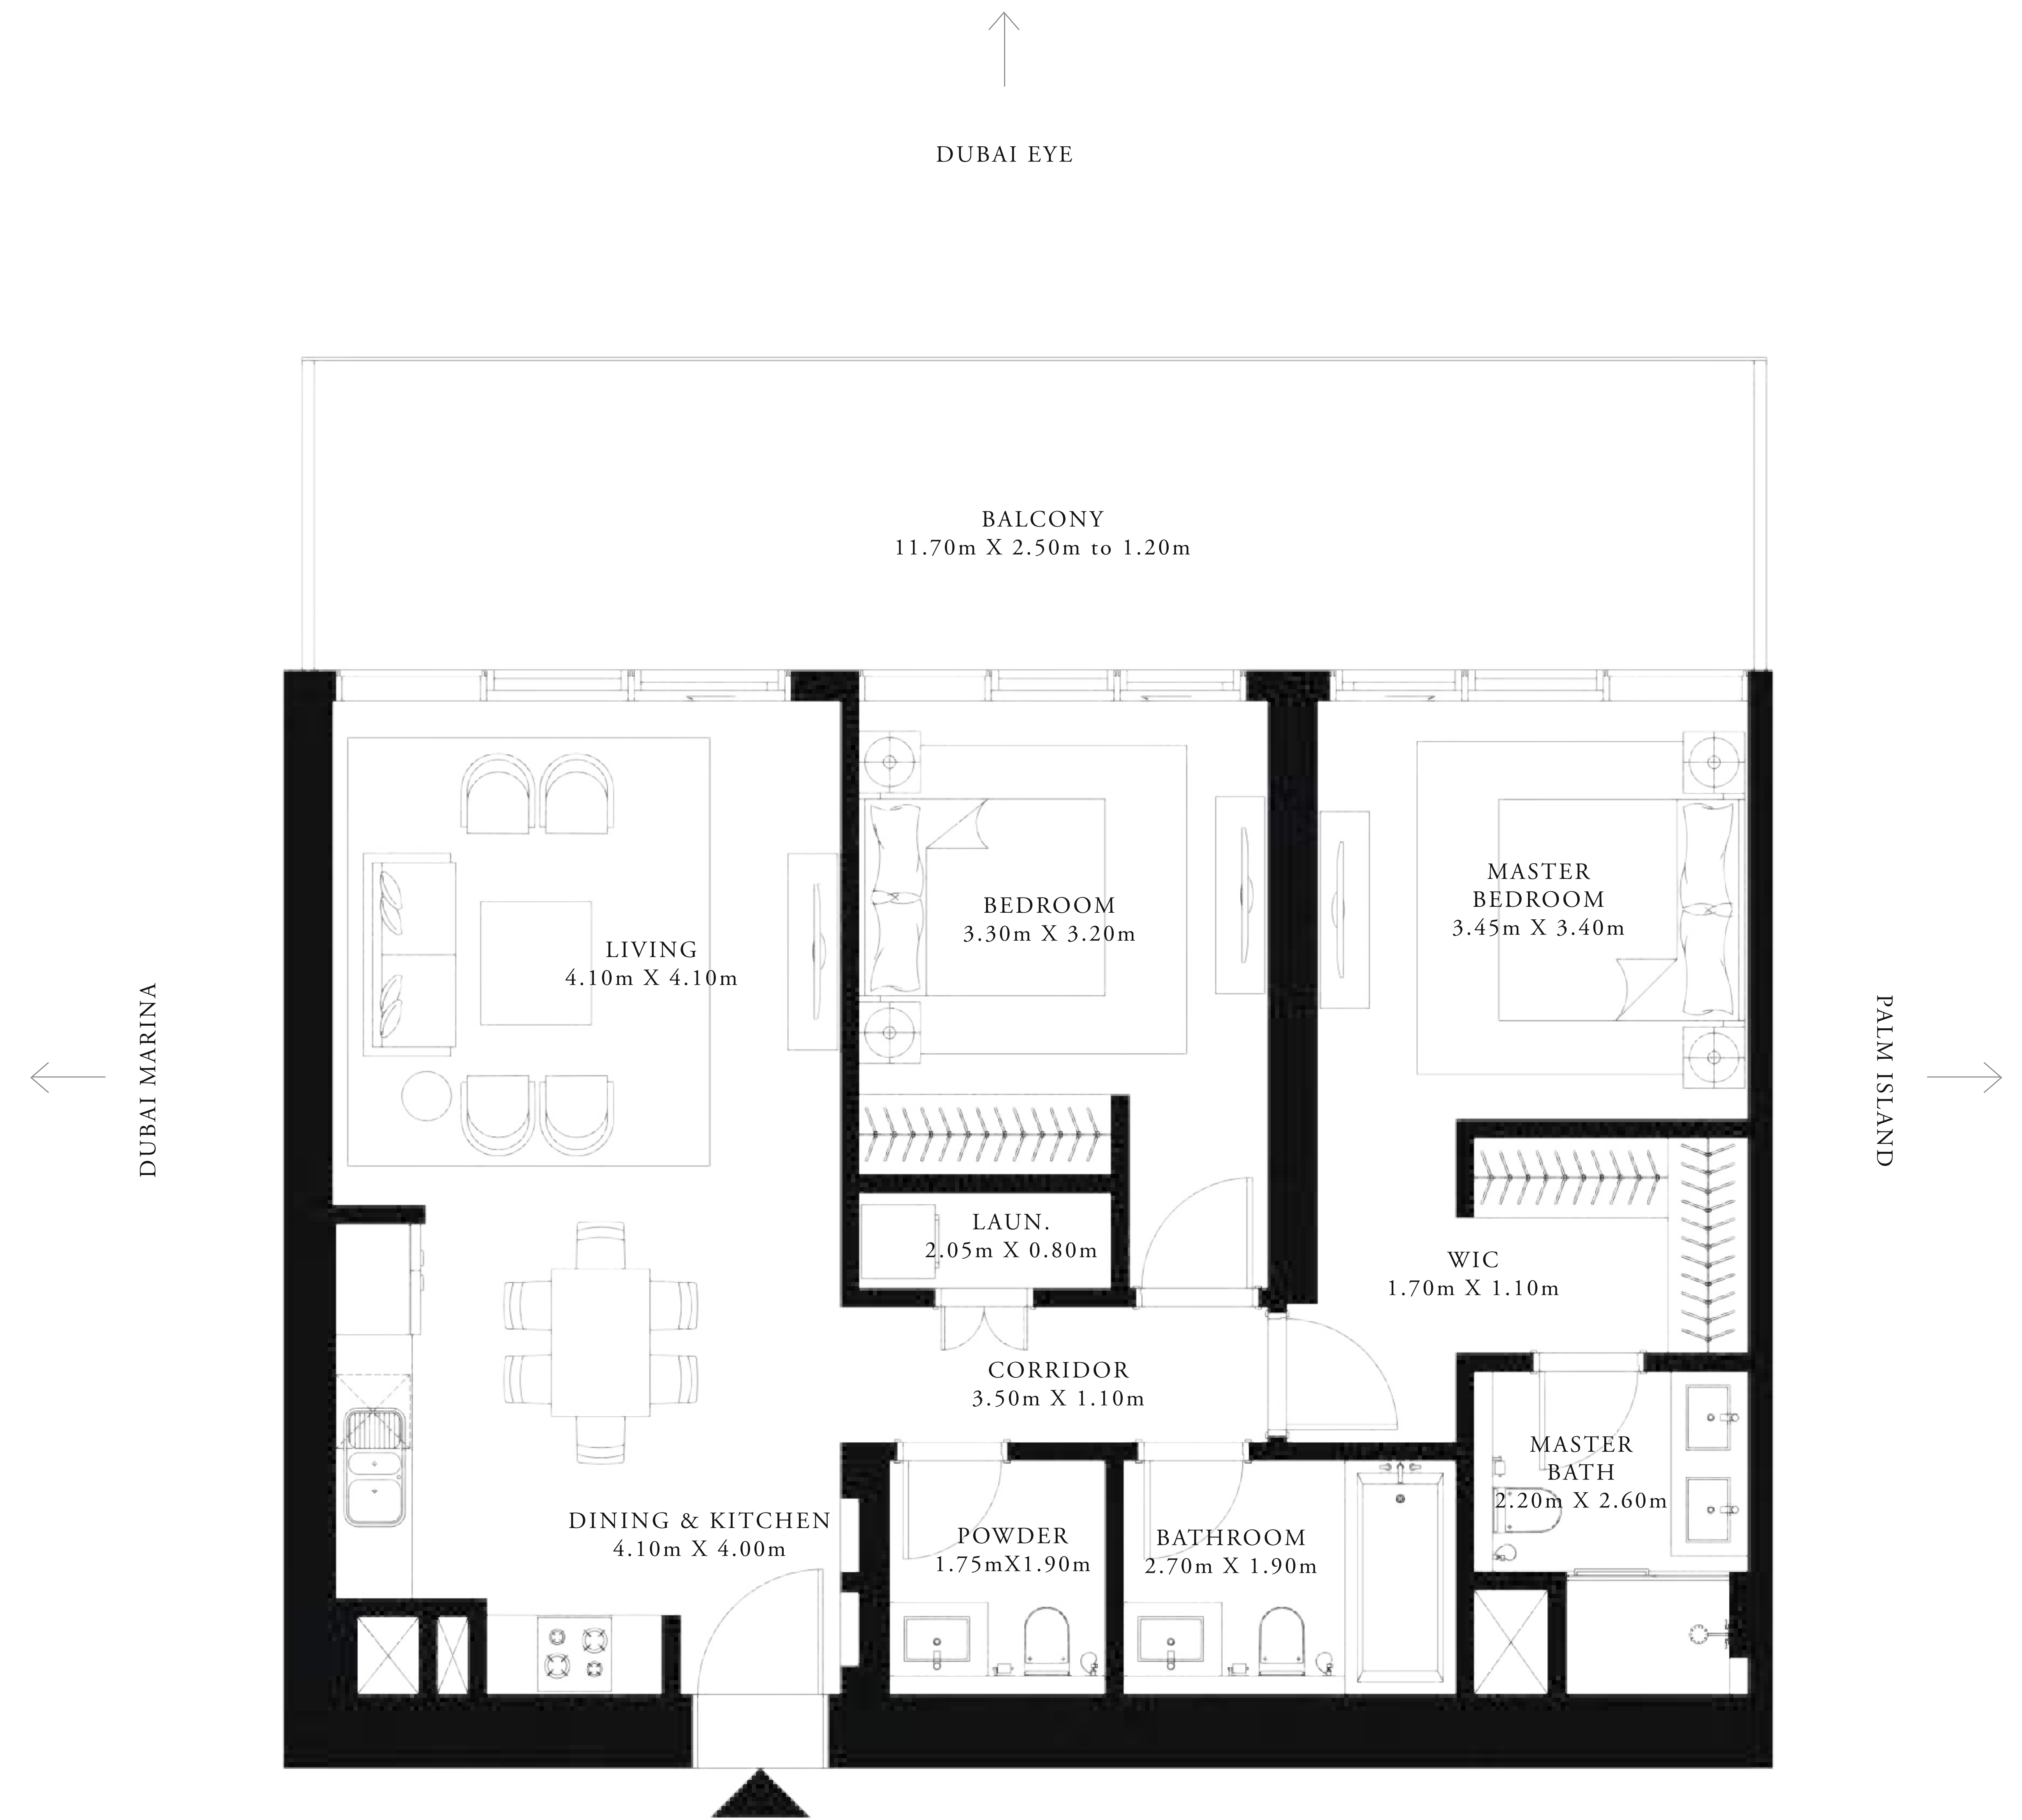 DUBAI EYE
BALCONY
11.70m X 2.50m to 1.20m
MASTER
BEDROOM
3.45m X 3.40m
BEDROOM
3.30m X 3.20m
LIVING
4.10m X 4.10m
DUBAI MARINA
PALM ISLAND
LAUN.
2.05m X 0.80m
WIC
1.70m X 1.10m
CORRIDOR
3.50m X 1.10m
MASTER
BATH
2.20m X 2.60m
DINING & KITCHEN
4.10m X 4.00m
POWDER
1.75mX1.90m
BATHROOM
2.70m X 1.90m